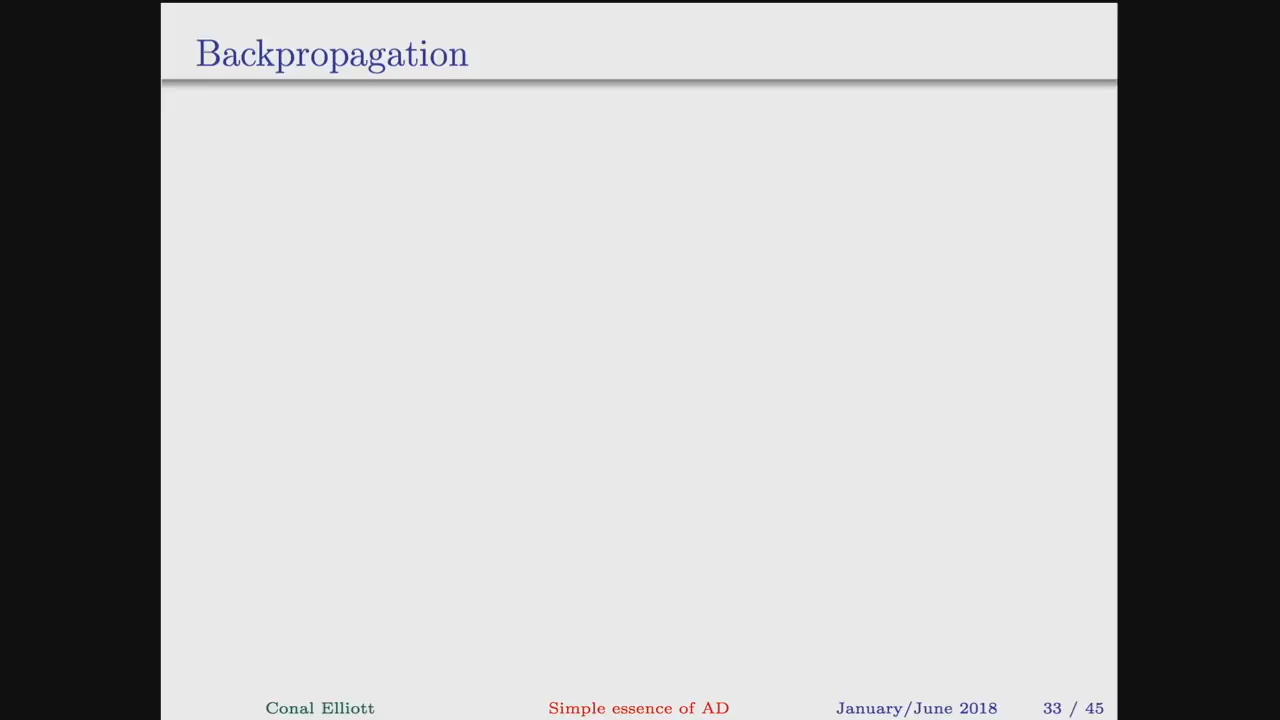 Backpropagation
Conal Elliott Simple essence of AD January/June 2018 33 / 45